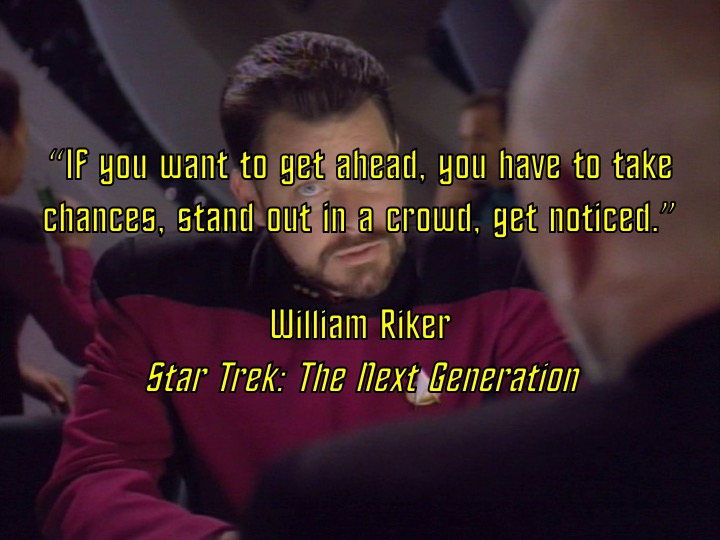 “If you want to get ahead, you have to take
chances, stand out in a crowd, get noticed.”
William Riker
Star Trek: The Next Generation